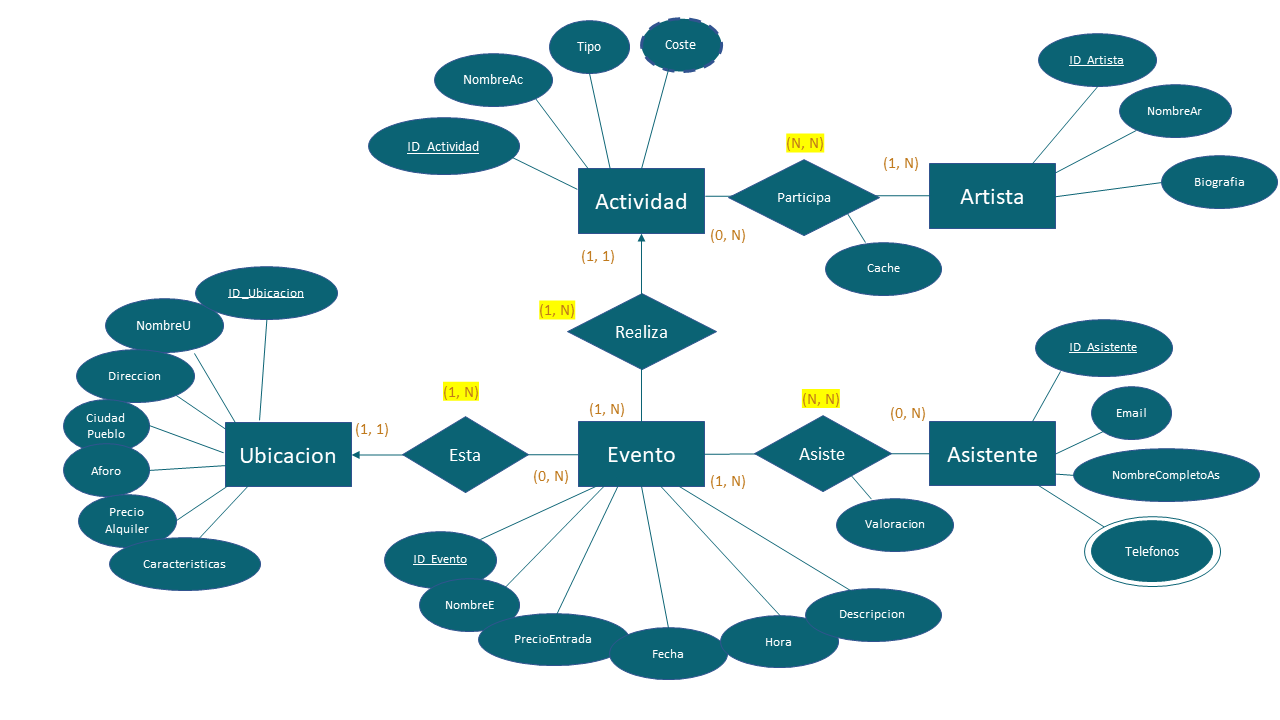 Coste
Tipo
ID_Artista
NombreAc
NombreAr
(N, N)
ID_Actividad
(1, N)
Biografia
Actividad
Participa
Artista
(0, N)
(1, 1)
Cache
ID_Ubicacion
(1, N)
NombreU
Realiza
ID_Asistente
Direccion
(1, N)
(N, N)
(1, N)
(0, N)
Email
Ciudad
Pueblo
(1, 1)
Ubicacion
Esta
Evento
Asiste
Asistente
Aforo
(0, N)
(1, N)
NombreCompletoAs
Precio
Alquiler
Valoracion
Caracteristicas
ID_Evento
Telefonos
NombreE
Descripcion
PrecioEntrada
Hora
Fecha